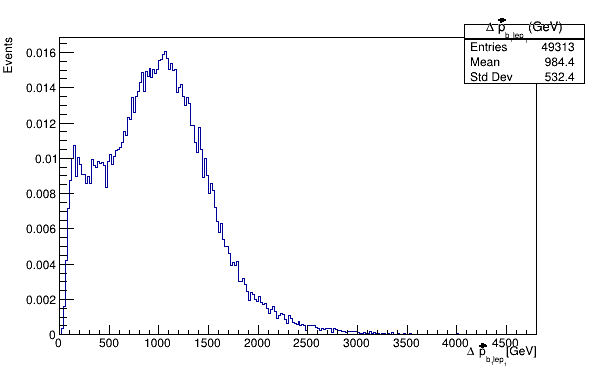 Δ p⃗ b,lep₁ (GeV)
Entries 49313
Mean 984.4
Std Dev 532.4
Events
0.016
0.014
0.012
0.01
0.008
0.006
0.004
0.002
0
0 500 1000 1500 2000 2500 3000 3500 4000 4500
Δ p⃗ b,lep₁ [GeV]